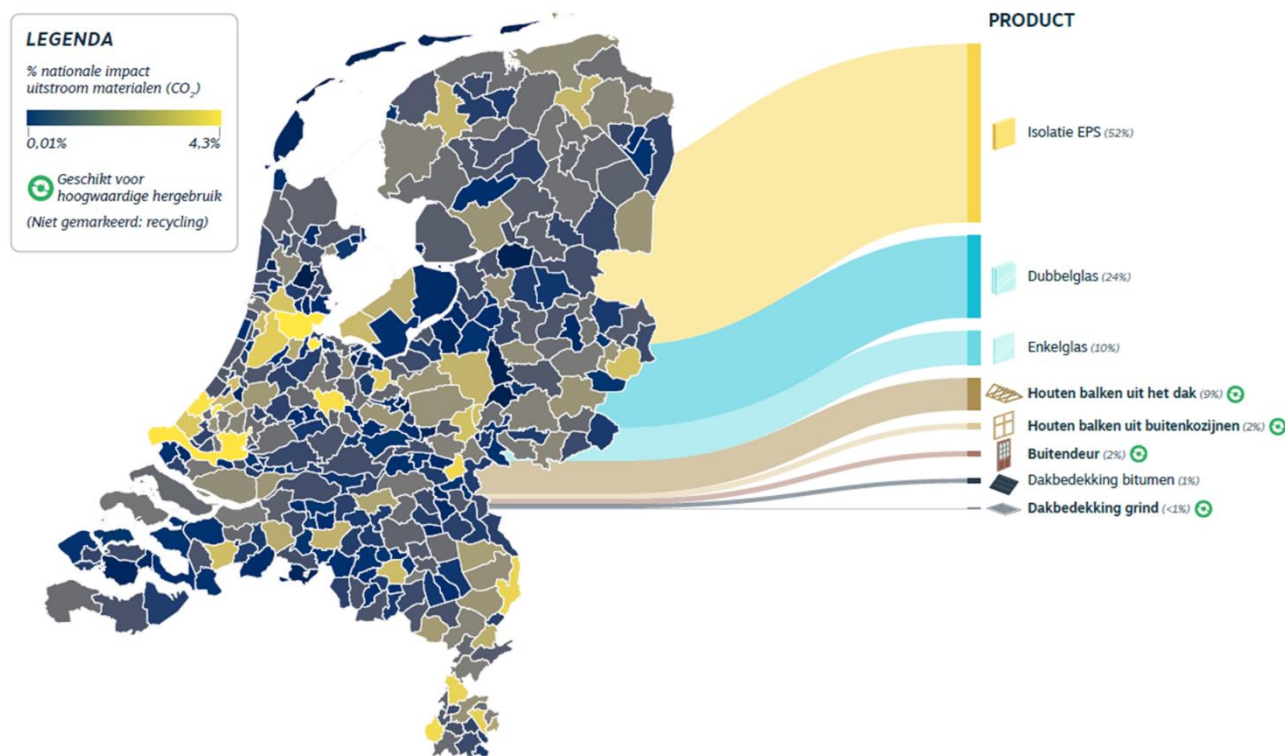 LEGENDA
% nationale impact
uitstroom materialen (CO₂)
0,01% 4,3%
Geschikt voor
hoogwaardige hergebruik
(Niet gemarkeerd: recycling)
PRODUCT
Isolatie EPS (52%)
Dubbelglas (24%)
Enkelglas (10%)
Houten balken uit het dak (9%)
Houten balken uit buitenkozijnen (2%)
Buitendeur (2%)
Dakbedekking bitumen (1%)
Dakbedekking grind (<1%)